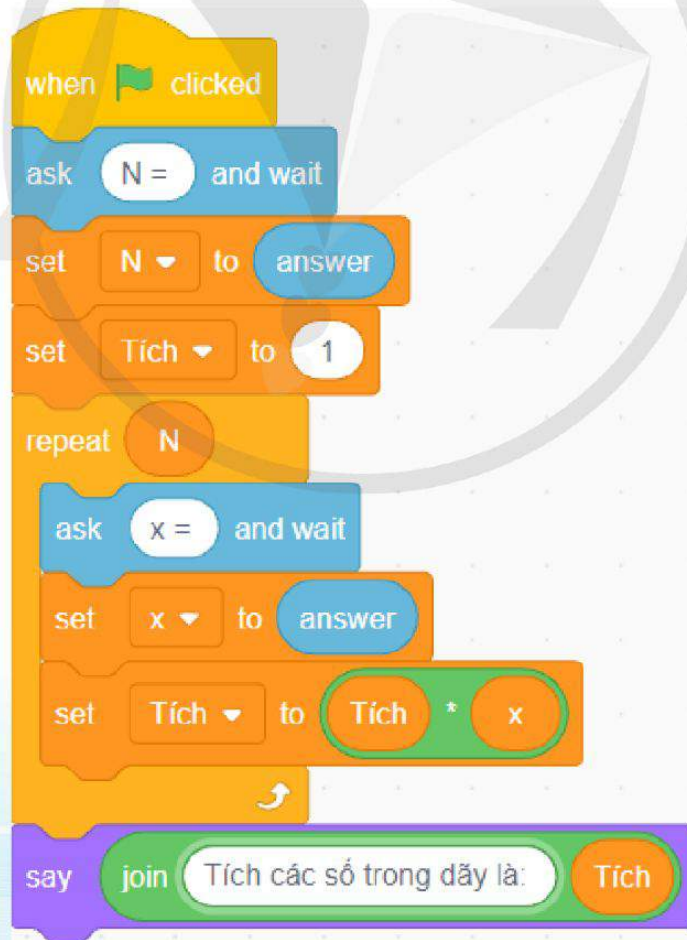 when clicked
ask N = and wait
set N to answer
set Tích to 1
repeat N
ask x = and wait
set x to answer
set Tích to Tích * x
say join Tích các số trong dãy là: Tích